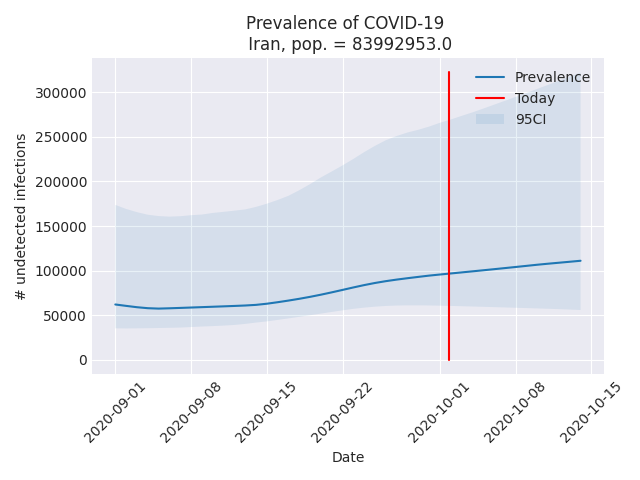 Prevalence of COVID-19
Iran, pop. = 83992953.0
Prevalence
Today
95CI
# undetected infections
300000
250000
200000
150000
100000
50000
0
2020-09-01
2020-09-08
2020-09-15
2020-09-22
2020-10-01
2020-10-08
2020-10-15
Date